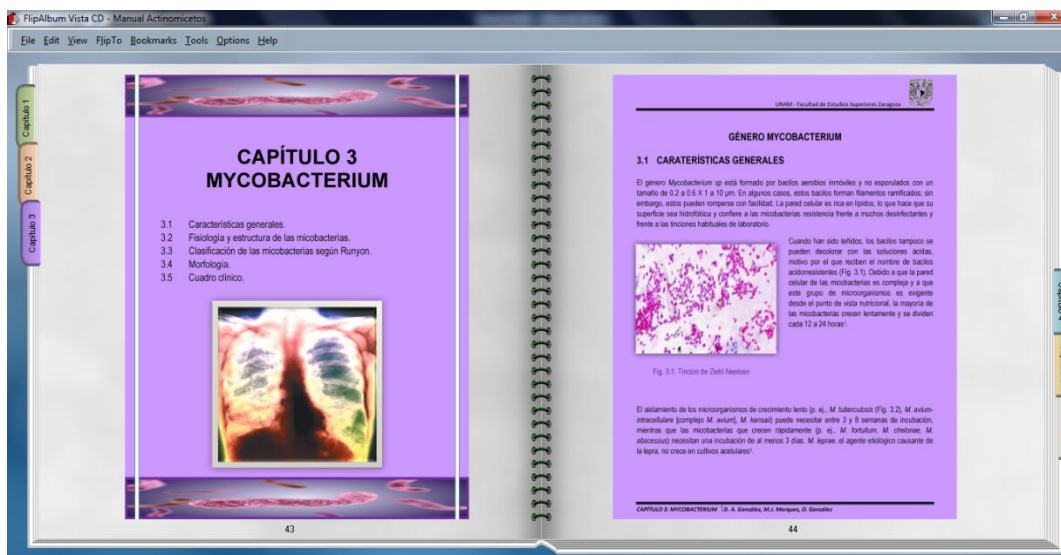 FlipAlbum Vista CD - Manual Actinomicetos
File Edit View FlipTo Bookmarks Tools Options Help
Capítulo 1
Capítulo 2
Capítulo 3
CAPÍTULO 3
MYCOBACTERIUM
3.1 Características generales.
3.2 Fisiología y estructura de las micobacterias.
3.3 Clasificación de las micobacterias según Runyon.
3.4 Morfología.
3.5 Cuadro clínico.
43
UNAM - Facultad de Estudios Superiores Zaragoza
GÉNERO MYCOBACTERIUM
3.1 CARATERÍSTICAS GENERALES
El género Mycobacterium sp está formado por bacilos aerobios inmóviles y no esporulados con un
tamaño de 0.2 a 0.6 X 1 a 10 µm. En algunos casos, estos bacilos forman filamentos ramificados; sin
embargo, estos pueden romperse con facilidad. La pared celular es rica en lípidos, lo que hace que su
superficie sea hidrofóbica y confiere a las micobacterias resistencia frente a muchos desinfectantes y
frente a las tinciones habituales de laboratorio.
Cuando han sido teñidos, los bacilos tampoco se
pueden decolorar con las soluciones ácidas,
motivo por el que reciben el nombre de bacilos
acidorresistentes (Fig. 3.1). Debido a que la pared
celular de las micobacterias es compleja y a que
este grupo de microorganismos es exigente
desde el punto de vista nutricional, la mayoría de
las micobacterias crecen lentamente y se dividen
cada 12 a 24 horas
Fig. 3.1. Tinción de Ziehl-Neelsen
El aislamiento de los microorganismos de crecimiento lento (p. ej., M. tuberculosis (Fig. 3.2), M. avium-
intracellulare [complejo M. avium], M. kansaii) puede necesitar entre 3 y 8 semanas de incubación,
mientras que las micobacterias que crecen rápidamente (p. ej., M. fortuitum, M. chelonae, M.
abscessus) necesitan una incubación de al menos 3 días. M. leprae, el agente etiológico causante de
la lepra, no crece en cultivos acelulares
CAPÍTULO 3: MYCOBACTERIUM | D. A. González, M.J. Marques, O. González
44